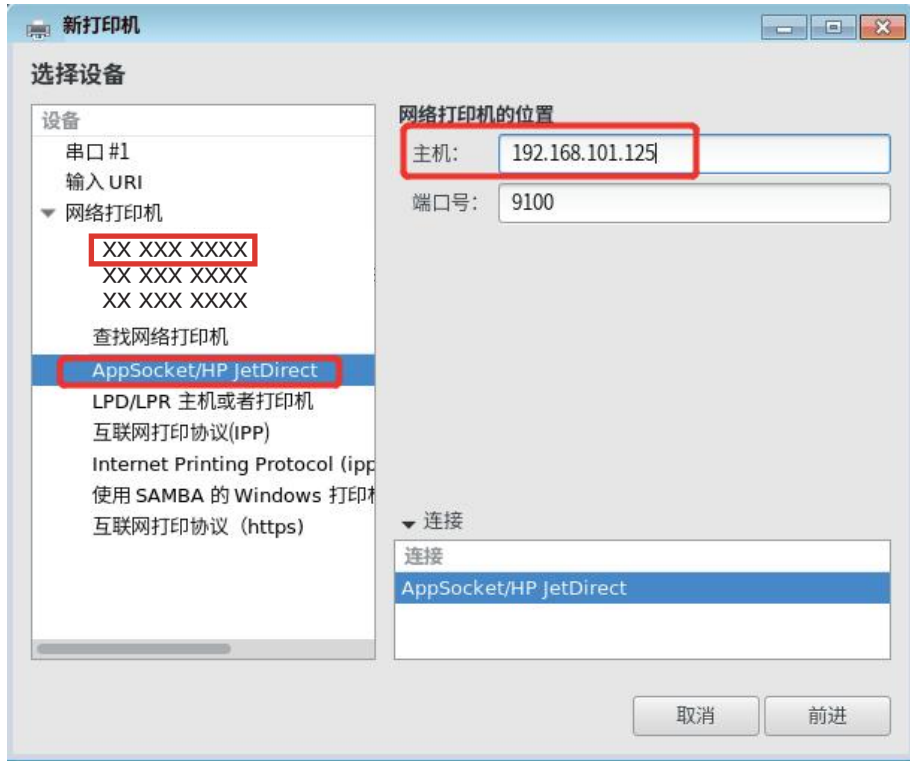 新打印机
选择设备
设备
串口 #1
输入 URI
网络打印机
XX XXX XXXX
XX XXX XXXX
XX XXX XXXX
查找网络打印机
AppSocket/HP JetDirect
LPD/LPR 主机或者打印机
互联网打印协议(IPP)
Internet Printing Protocol (ipp
使用 SAMBA 的 Windows 打印
互联网打印协议（https)
网络打印机的位置
主机: 192.168.101.125
端口号: 9100
连接
连接
AppSocket/HP JetDirect
取消 前进